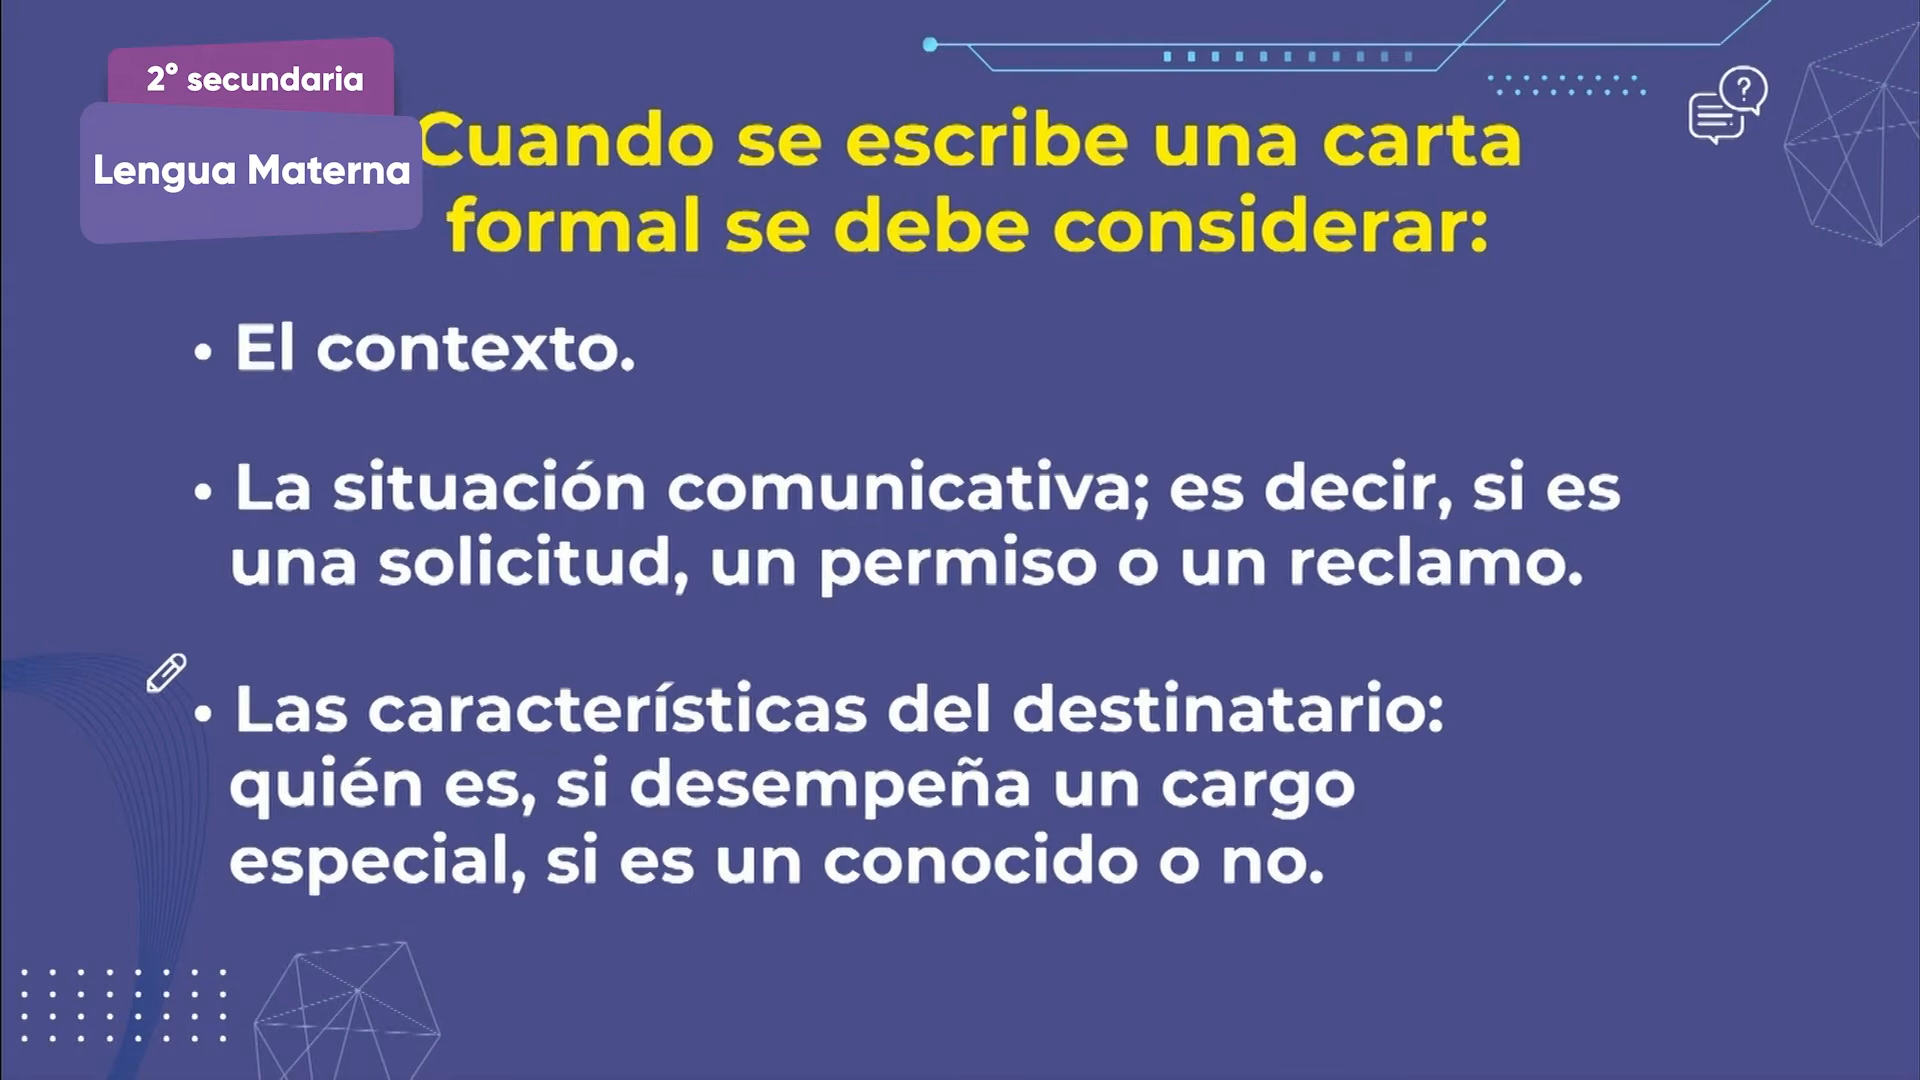 2° secundaria
Lengua Materna
Cuando se escribe una carta
formal se debe considerar:
• El contexto.
• La situación comunicativa; es decir, si es
una solicitud, un permiso o un reclamo.
• Las características del destinatario:
quién es, si desempeña un cargo
especial, si es un conocido o no.